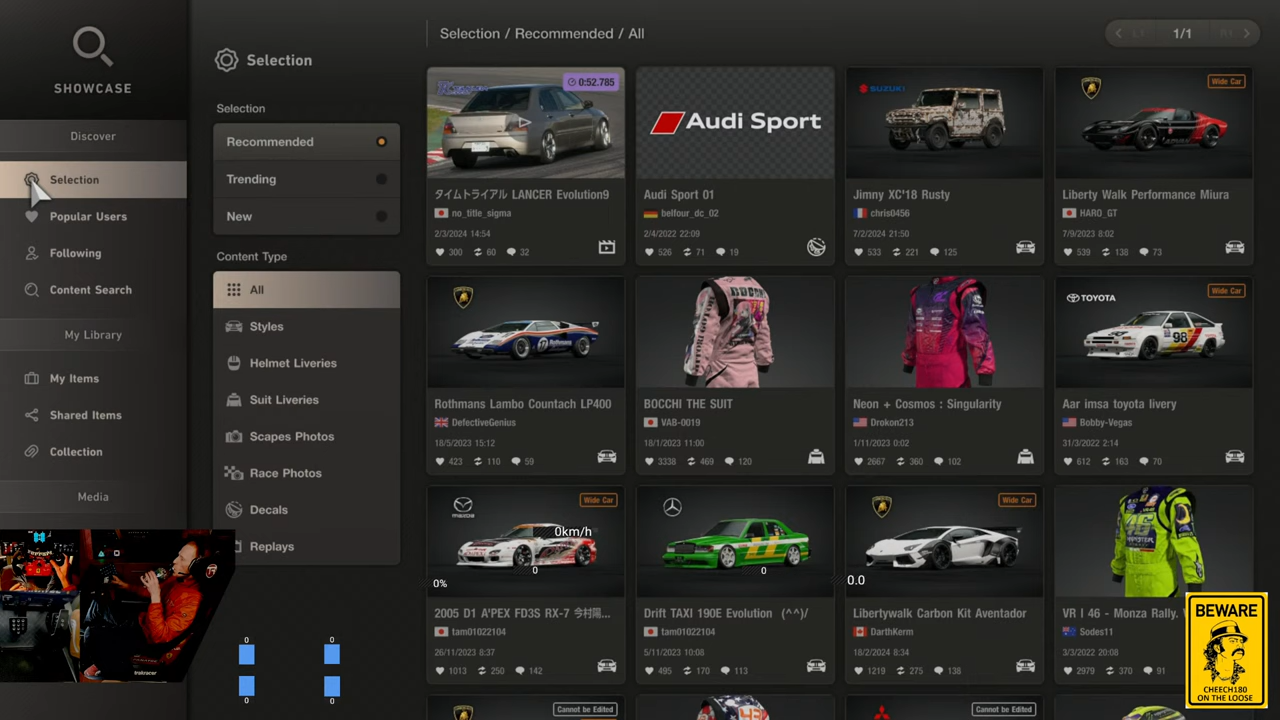 SHOWCASE
Discover
Selection
Popular Users
Following
Content Search
My Library
My Items
Shared Items
Collection
Media
Selection
Selection
Recommended
Trending
New
Content Type
All
Styles
Helmet Liveries
Suit Liveries
Scapes Photos
Race Photos
Decals
Replays
Selection / Recommended / All
1/1
0:52.785
タイムトライアル LANCER Evolution9
no_title_sigma
2/3/2024 14:54
300 60 32
Audi Sport
Audi Sport 01
belfour_dc_02
2/4/2022 22:09
526 71 19
SUZUKI
Jimny XC'18 Rusty
chris0456
7/2/2024 21:50
533 221 125
Wide Car
Liberty Walk Performance Miura
HARO_GT
7/9/2023 8:02
539 138 73
Rothmans Lambo Countach LP400
DefectiveGenius
18/5/2023 15:12
423 110 59
BOCCHI THE SUIT
VAB-0019
18/1/2023 11:00
3338 469 120
Neon + Cosmos : Singularity
Drokon213
1/11/2023 0:02
2667 360 102
TOYOTA
Wide Car
98
Aar imsa toyota livery
Bobby-Vegas
31/3/2022 2:14
612 163 70
mazda
Wide Car
0km/h
0
0%
2005 D1 A'PEX FD3S RX-7 今村陽...
tam01022104
26/11/2023 8:37
1013 250 142
0
Drift TAXI 190E Evolution (^^)/
tam01022104
5/11/2023 10:08
495 170 113
Wide Car
0.0
Libertywalk Carbon Kit Aventador
DarthKerm
18/2/2024 8:34
1219 275 138
46
VR I 46 - Monza Rally.
Sodes11
3/3/2022 20:08
2979 370 91
Cannot be Edited
Cannot be Edited
0 0
0 0
BEWARE
CHEECH180
ON THE LOOSE